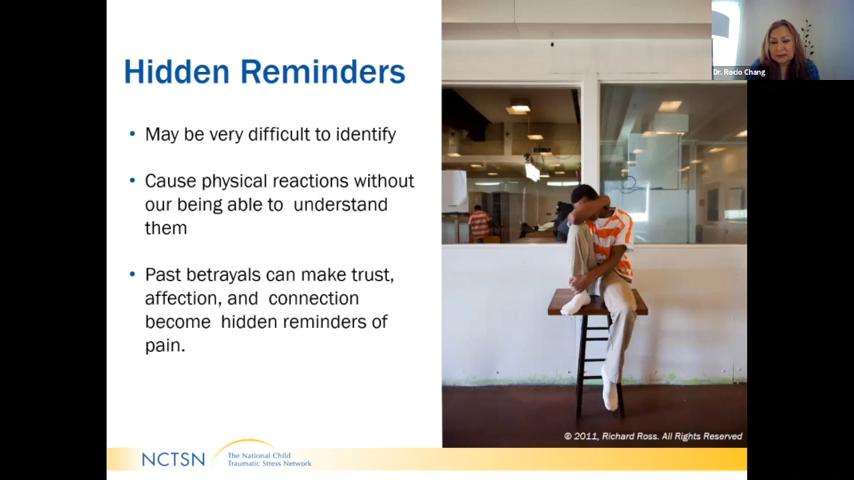 Hidden Reminders
• May be very difficult to identify
• Cause physical reactions without
our being able to understand
them
• Past betrayals can make trust,
affection, and connection
become hidden reminders of
pain.
Dr. Rocio Chang
© 2011, Richard Ross. All Rights Reserved
NCTSN
The National Child
Traumatic Stress Network